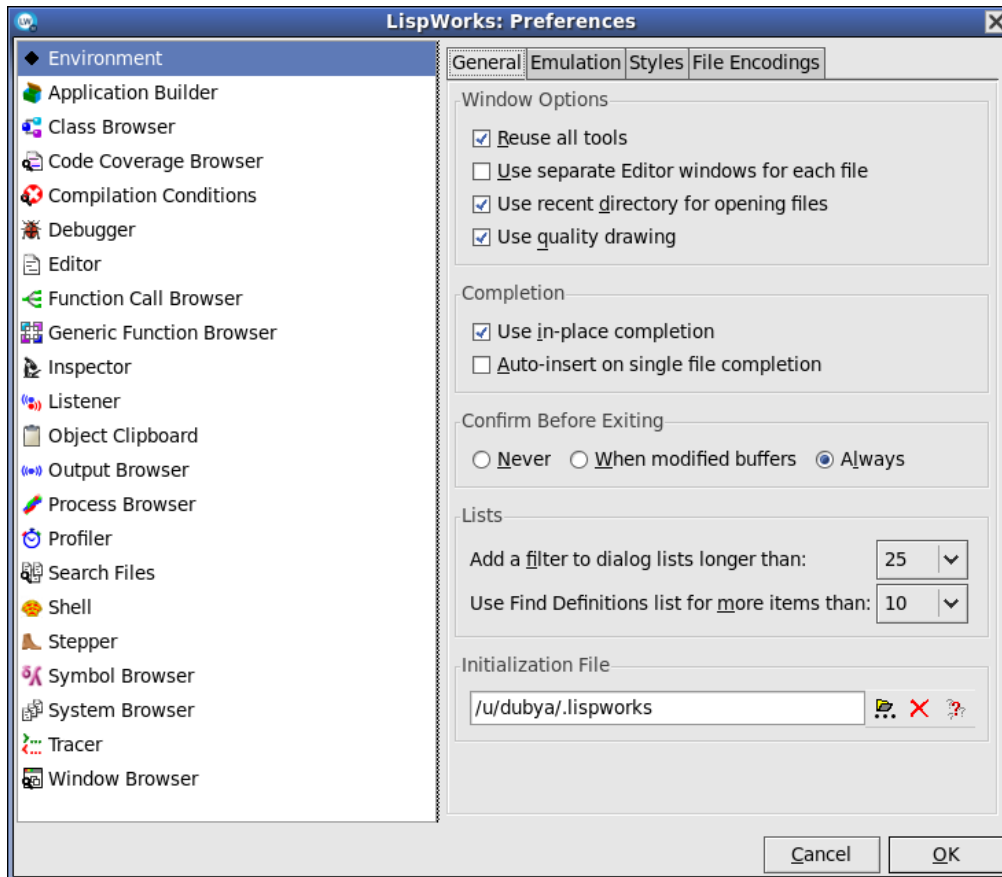 LispWorks: Preferences
Environment
Application Builder
Class Browser
Code Coverage Browser
Compilation Conditions
Debugger
Editor
Function Call Browser
Generic Function Browser
Inspector
Listener
Object Clipboard
Output Browser
Process Browser
Profiler
Search Files
Shell
Stepper
Symbol Browser
System Browser
Tracer
Window Browser
General Emulation Styles File Encodings
Window Options
Reuse all tools
Use separate Editor windows for each file
Use recent directory for opening files
Use quality drawing
Completion
Use in-place completion
Auto-insert on single file completion
Confirm Before Exiting
Never When modified buffers Always
Lists
Add a filter to dialog lists longer than: 25
Use Find Definitions list for more items than: 10
Initialization File
/u/dubya/.lispworks
Cancel OK